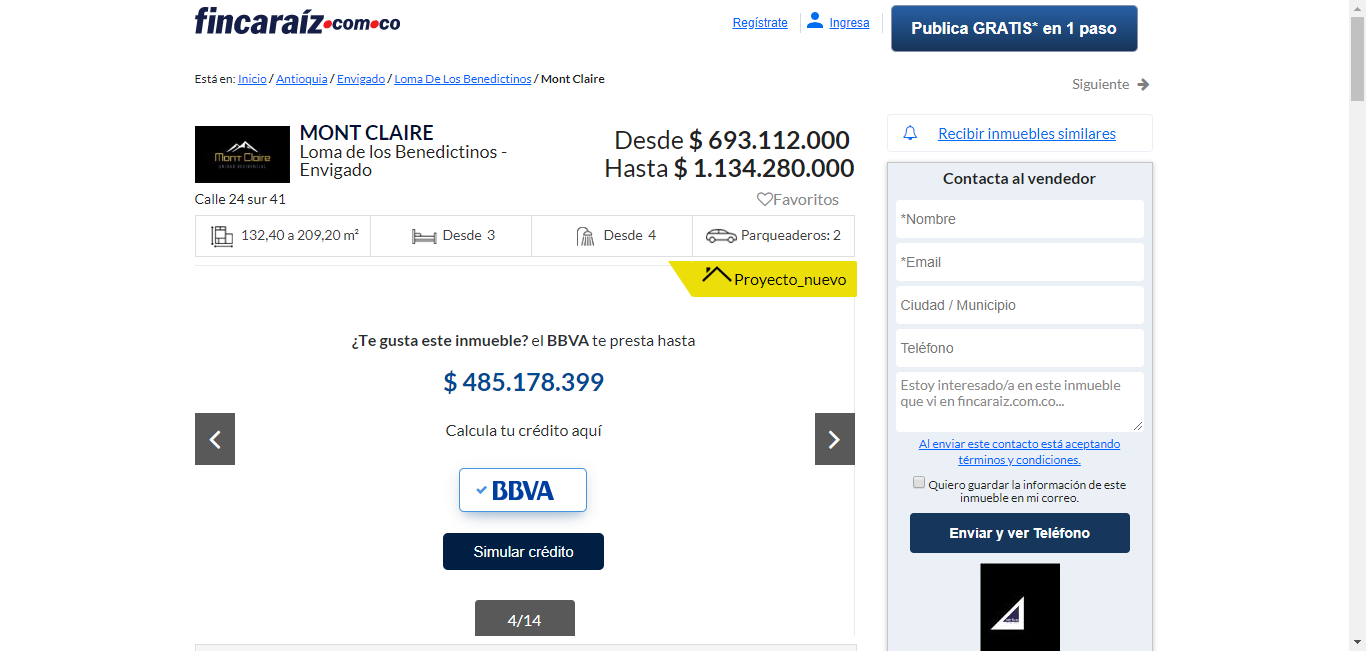 fincaraíz.com.co
Regístrate
Ingresa
Publica GRATIS* en 1 paso
Está en: Inicio / Antioquia / Envigado / Loma De Los Benedictinos / Mont Claire
Siguiente
Mont Claire
MONT CLAIRE
Loma de los Benedictinos -
Envigado
Desde $ 693.112.000
Hasta $ 1.134.280.000
Calle 24 sur 41
Favoritos
132,40 a 209,20 m²
Desde 3
Desde 4
Parqueaderos: 2
Proyecto_nuevo
¿Te gusta este inmueble? el BBVA te presta hasta
$ 485.178.399
Calcula tu crédito aquí
BBVA
Simular crédito
4/14
Recibir inmuebles similares
Contacta al vendedor
*Nombre
*Email
Ciudad / Municipio
Teléfono
Estoy interesado/a en este inmueble
que vi en fincaraiz.com.co...
Al enviar este contacto está aceptando
términos y condiciones.
Quiero guardar la información de este
inmueble en mi correo.
Enviar y ver Teléfono